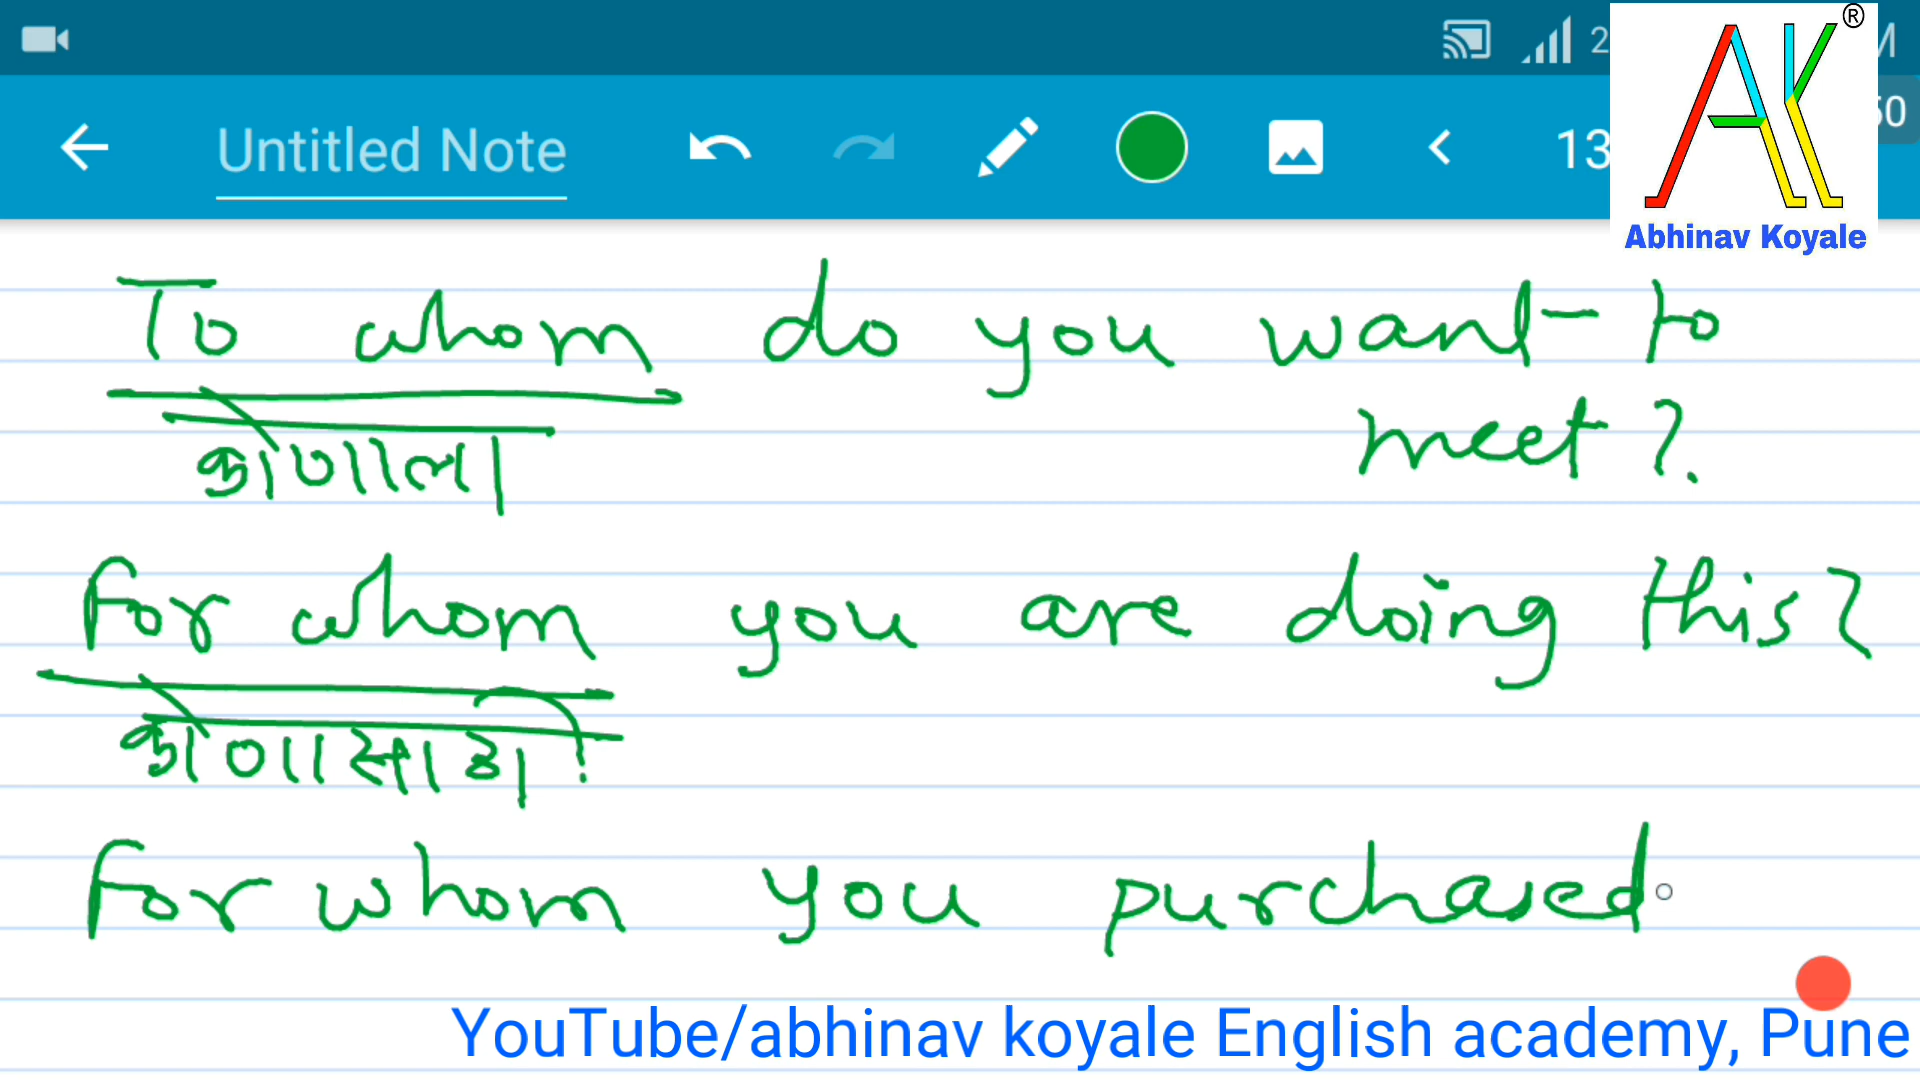 Untitled Note
13
AK®
Abhinav Koyale
To whom do you want to
meet?
कोणाला
For whom you are doing this?
कोणासाठी
For whom you purchased
YouTube/abhinav koyale English academy, Pune